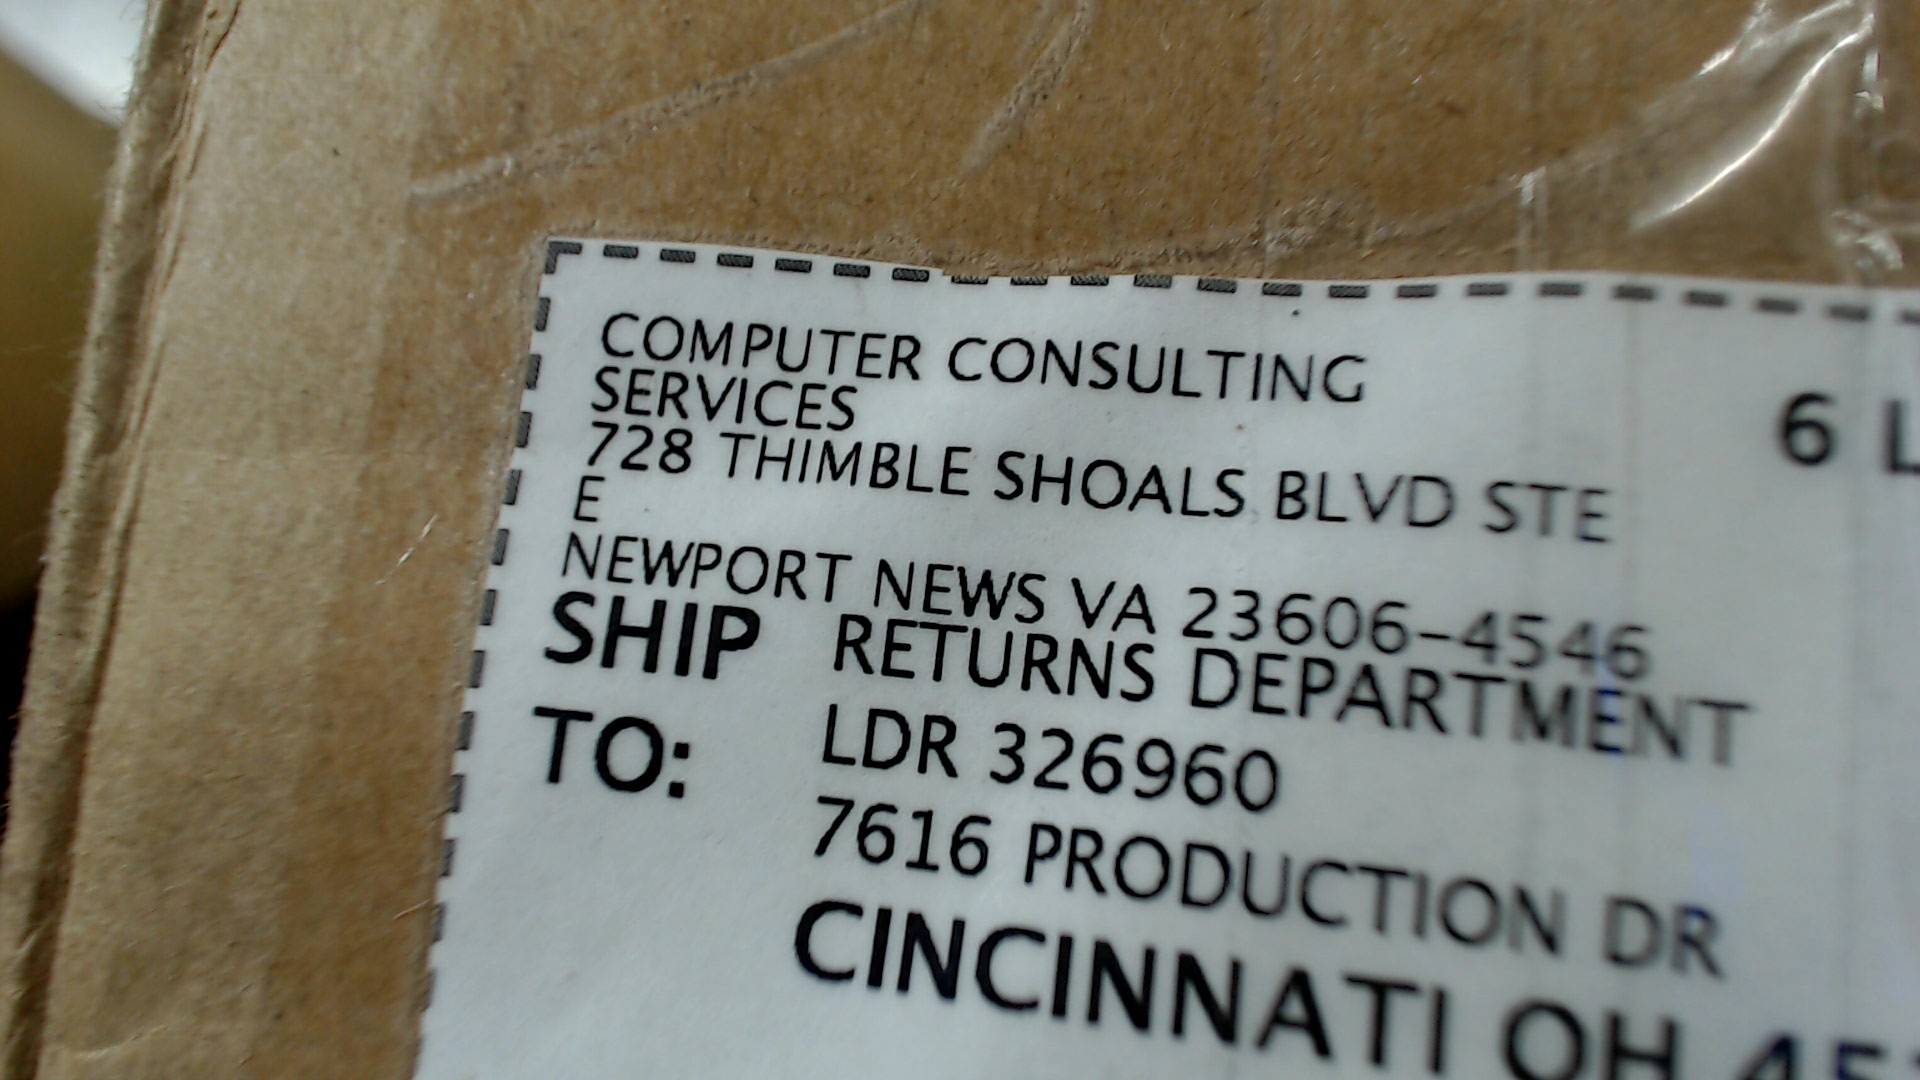 COMPUTER CONSULTING
SERVICES
728 THIMBLE SHOALS BLVD STE
E
NEWPORT NEWS VA 23606-4546
6
SHIP
TO:
RETURNS DEPARTMENT
LDR 326960
7616 PRODUCTION DR
CINCINNATI OH